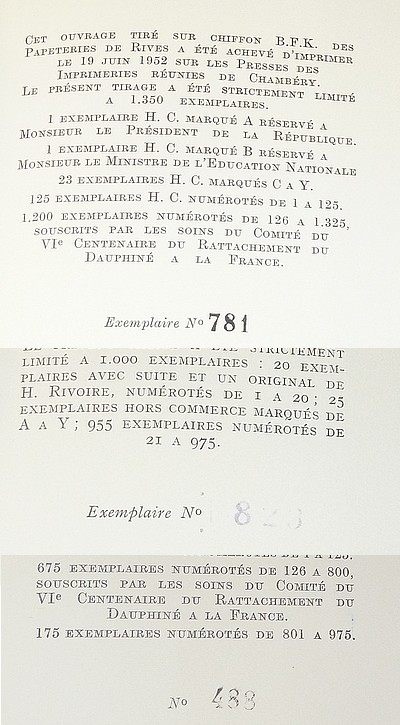 Cet ouvrage tiré sur chiffon B.F.K. des
Papeteries de Rives a été achevé d'imprimer
le 19 juin 1952 sur les Presses des
Imprimeries réunies de Chambéry.
Le présent tirage a été strictement limité
a 1.350 exemplaires.
1 exemplaire H. C. marqué A réservé a
Monsieur le Président de la République.
1 exemplaire H. C. marqué B réservé a
Monsieur le Ministre de l'Education Nationale
23 exemplaires H. C. marqués C a Y.
125 exemplaires H. C. numérotés de 1 a 125.
1.200 exemplaires numérotés de 126 a 1.325,
souscrits par les soins du Comité du
VIe Centenaire du Rattachement du
Dauphiné a la France.
Exemplaire No 781
strictement
limité a 1.000 exemplaires : 20 exem-
plaires avec suite et un original de
H. Rivoire, numérotés de 1 a 20 ; 25
exemplaires hors commerce marqués de
A a Y ; 955 exemplaires numérotés de
21 a 975.
Exemplaire No
675 exemplaires numérotés de 126 a 800,
souscrits par les soins du Comité du
VIe Centenaire du Rattachement du
Dauphiné a la France.
175 exemplaires numérotés de 801 a 975.
No 488